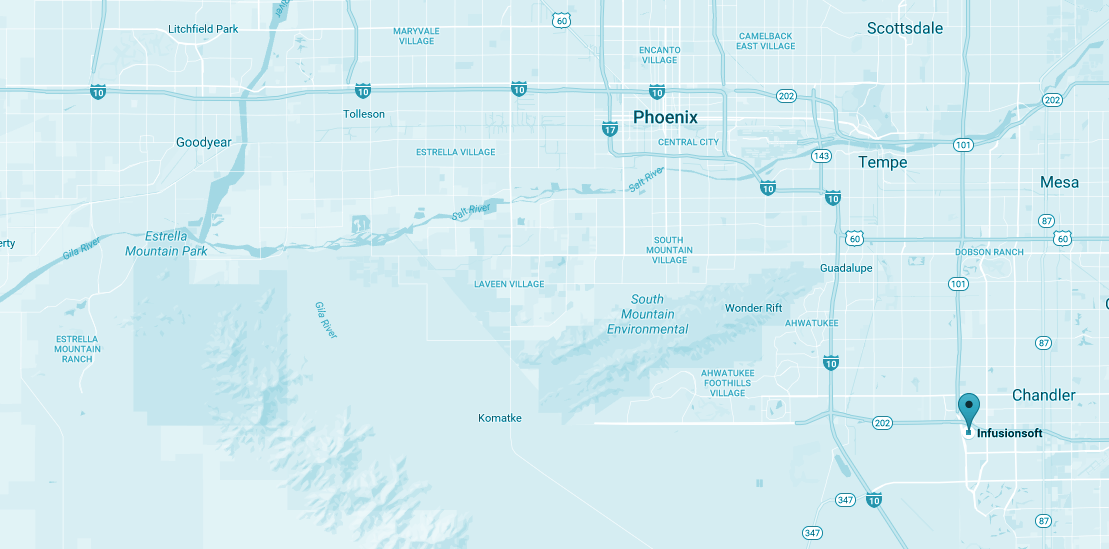 60
Litchfield Park
Scottsdale
MARYVALE
VILLAGE
CAMELBACK
EAST VILLAGE
ENCANTO
VILLAGE
10
10
10
10
202
202
Tolleson
Phoenix
17
Goodyear
CENTRAL CITY
101
ESTRELLA VILLAGE
143
Tempe
Salt River
Mesa
10
10
Salt River
87
Estrella
Mountain Park
erty
Gila River
60
60
SOUTH
MOUNTAIN
VILLAGE
DOBSON RANCH
Guadalupe
LAVEEN VILLAGE
101
South
Mountain
Environmental
Wonder Rift
Gila River
AHWATUKEE
ESTRELLA
MOUNTAIN
RANCH
87
10
AHWATUKEE
FOOTHILLS
VILLAGE
Chandler
Komatke
202
Infusionsoft
347
10
87
347